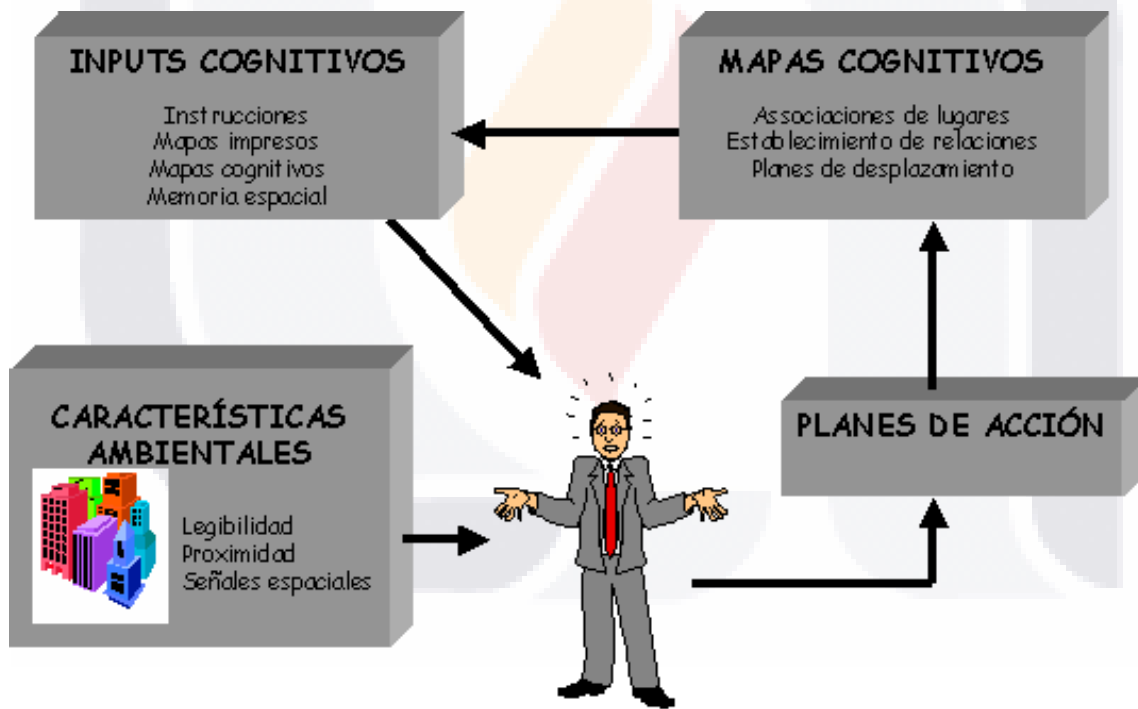 INPUTS COGNITIVOS
Instrucciones
Mapas impresos
Mapas cognitivos
Memoria espacial
MAPAS COGNITIVOS
Associaciones de lugares
Establecimiento de relaciones
Planes de desplazamiento
CARACTERÍSTICAS
AMBIENTALES
Legibilidad
Proximidad
Señales espaciales
PLANES DE ACCIÓN